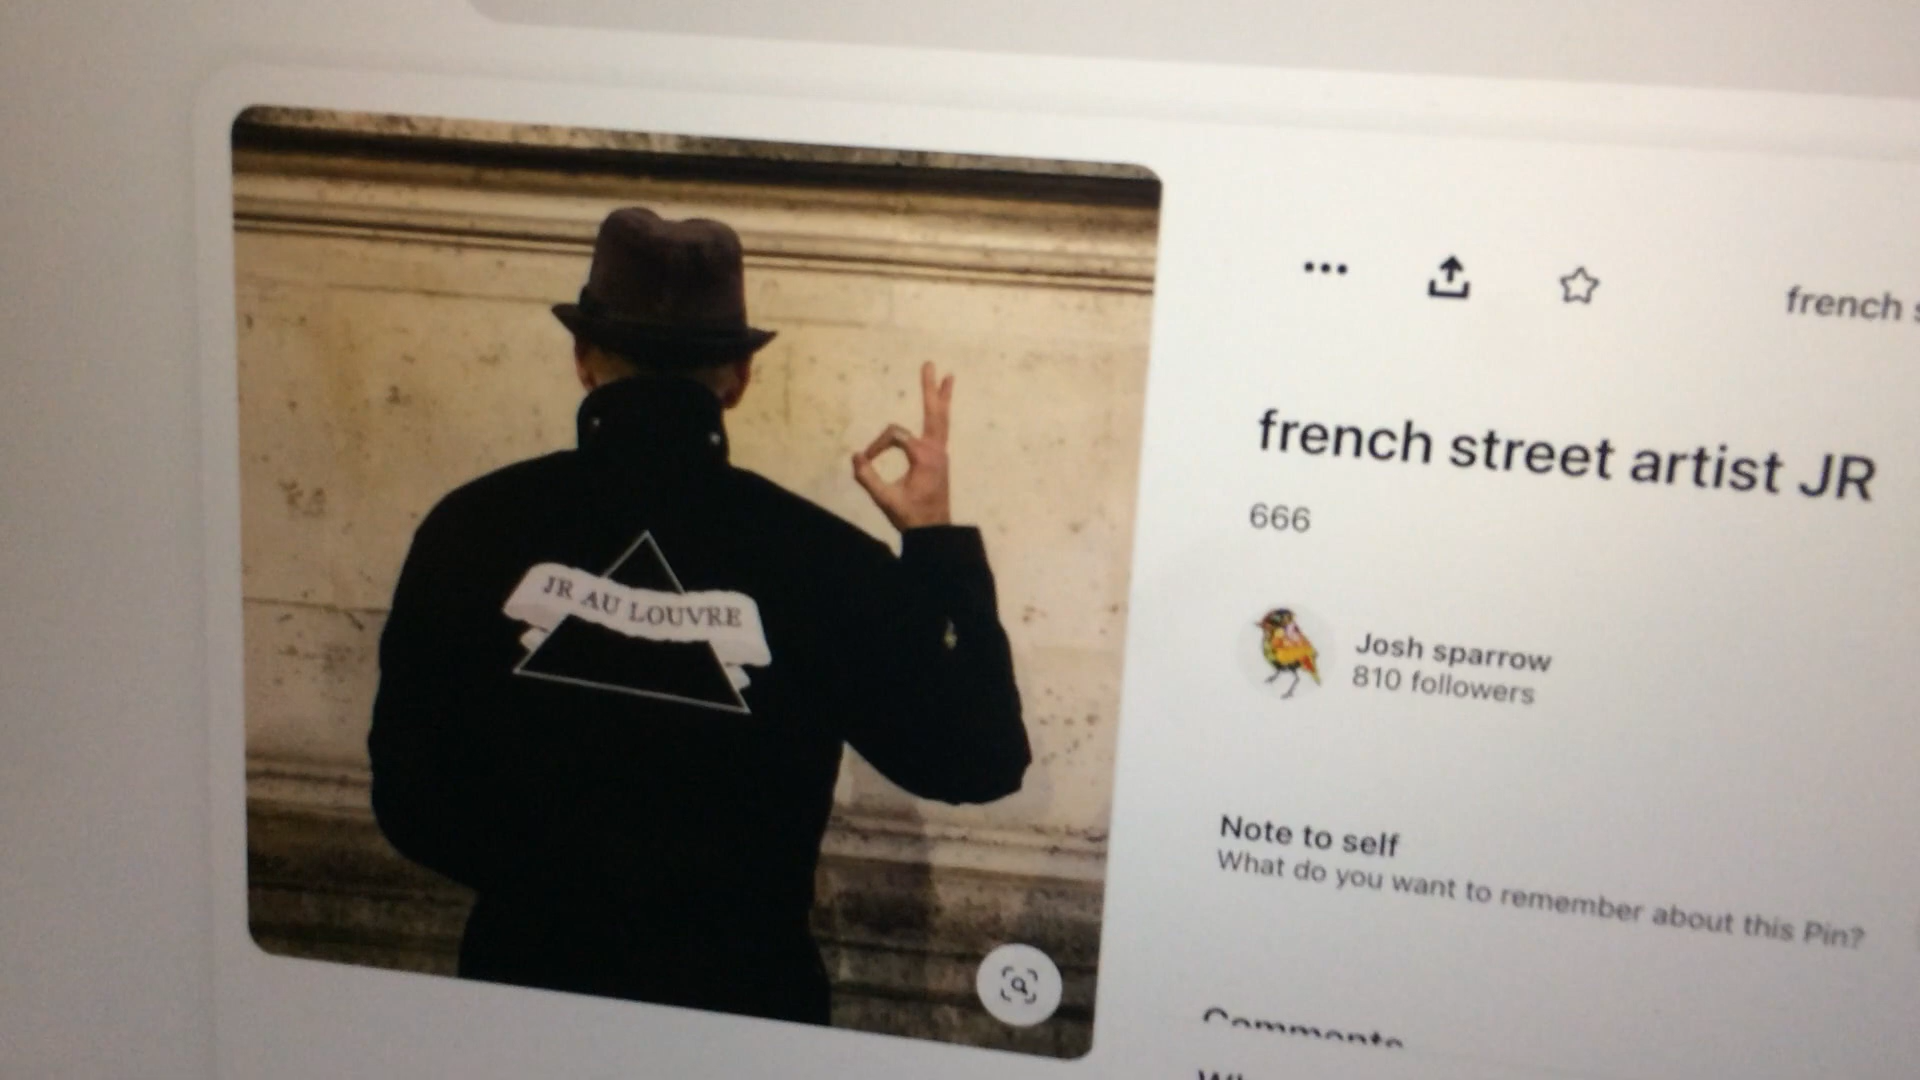 JR AU LOUVRE
french s
french street artist JR
666
Josh sparrow
810 followers
Note to self
What do you want to remember about this Pin?
Comments